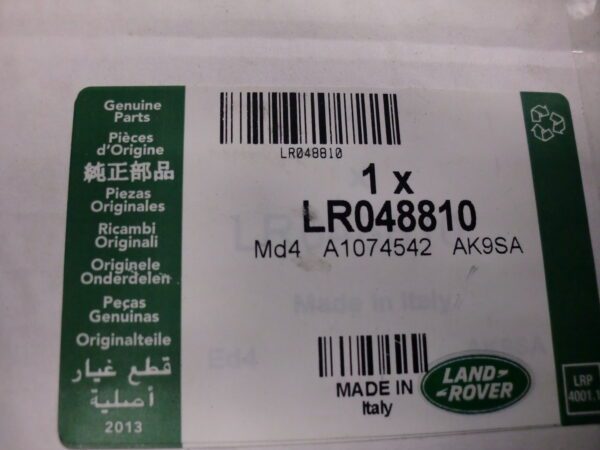 Genuine
Parts
Pièces
d'Origine
純正部品
Piezas
Originales
Ricambi
Originali
Originele
Onderdelen
Peças
Genuínas
Originalteile
قطع غيار
أصلية
2013
LR048810
1 x
LR048810
Md4 A1074542 AK9SA
Made in Italy
Ed4
MADE IN
Italy
LAND
ROVER
LRP
4001.1